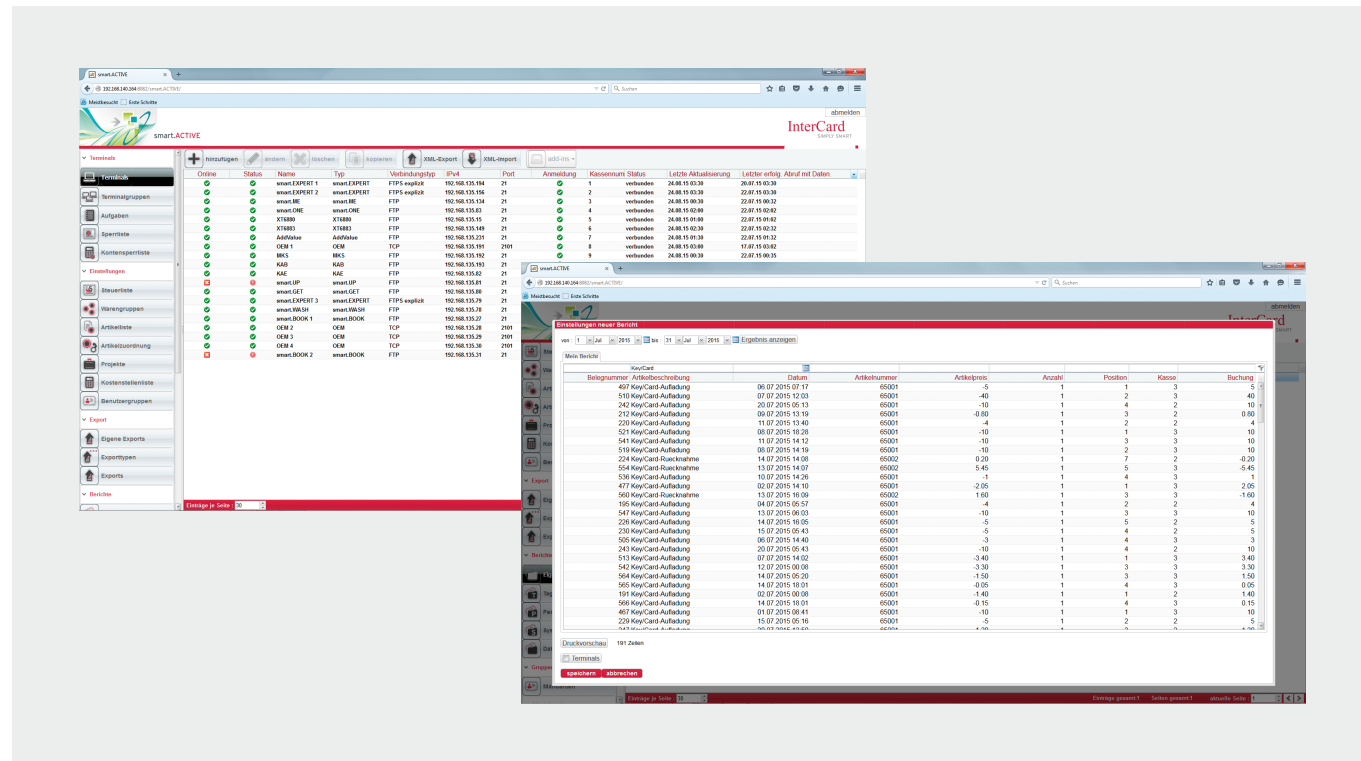 smart.ACTIVE
192.168.140.164:8082/smart.ACTIVE/
Suchen
Meistbesucht Erste Schritte
abmelden
smart.ACTIVE
InterCard
SIMPLY SMART
Terminals
hinzufügen ändern löschen kopieren XML-Export XML-Import add-ins
Terminals
Terminalgruppen
Aufgaben
Sperrliste
Kontensperrliste
Einstellungen
Steuerliste
Warengruppen
Artikelliste
Artikelzuordnung
Projekte
Kostenstellenliste
Benutzergruppen
Export
Eigene Exports
Exporttypen
Exports
Berichte
Online Status Name Typ Verbindungstyp IPv4 Port Anmeldung Kassennum Status Letzte Aktualisierung Letzter erfolg. Abruf mit Daten
smart.EXPERT 1 smart.EXPERT FTPS explizit 192.168.135.194 21 1 verbunden 24.08.15 03:30 20.07.15 03:30
smart.EXPERT 2 smart.EXPERT FTPS explizit 192.168.135.156 21 2 verbunden 24.08.15 03:30 22.07.15 03:30
smart.ME smart.ME FTP 192.168.135.134 21 3 verbunden 24.08.15 00:30 22.07.15 00:32
smart.ONE smart.ONE FTP 192.168.135.83 21 4 verbunden 24.08.15 02:00 22.07.15 02:02
XT6880 XT6880 FTP 192.168.135.15 21 5 verbunden 24.08.15 01:00 22.07.15 01:02
XT6883 XT6883 FTP 192.168.135.149 21 6 verbunden 24.08.15 02:30 22.07.15 02:32
AddValue AddValue FTP 192.168.135.231 21 7 verbunden 24.08.15 01:30 22.07.15 01:32
OEM 1 OEM TCP 192.168.135.191 2101 8 verbunden 24.08.15 03:00 17.07.15 03:02
MKS MKS FTP 192.168.135.192 21 9 verbunden 24.08.15 00:30 22.07.15 00:35
KAB KAB FTP 192.168.135.193 21
KAE KAE FTP 192.168.135.82 21
smart.UP smart.UP FTP 192.168.135.81 21
smart.GET smart.GET FTP 192.168.135.80 21
smart.EXPERT 3 smart.EXPERT FTPS explizit 192.168.135.79 21
smart.WASH smart.WASH FTP 192.168.135.78 21
smart.BOOK 1 smart.BOOK FTP 192.168.135.27 21
OEM 2 OEM TCP 192.168.135.28 2101
OEM 3 OEM TCP 192.168.135.29 2101
OEM 4 OEM TCP 192.168.135.30 2101
smart.BOOK 2 smart.BOOK FTP 192.168.135.31 21
Einträge je Seite : 30
smart.ACTIVE
192.168.140.164:8082/smart.ACTIVE/
Suchen
Meistbesucht Erste Schritte
abmelden
Einstellungen neuer Bericht
von : 1 Jul 2015 bis : 31 Jul 2015 Ergebnis anzeigen
Mein Bericht
Key/Card
Belegnummer Artikelbeschreibung Datum Artikelnummer Artikelpreis Anzahl Position Kasse Buchung
497 Key/Card-Aufladung 06.07.2015 07:17 65001 -5 1 1 3 5
510 Key/Card-Aufladung 07.07.2015 12:03 65001 -40 1 2 3 40
242 Key/Card-Aufladung 20.07.2015 05:13 65001 -10 1 4 2 10
212 Key/Card-Aufladung 09.07.2015 13:19 65001 -0.80 1 3 2 0.80
220 Key/Card-Aufladung 11.07.2015 13:40 65001 -4 1 2 2 4
521 Key/Card-Aufladung 08.07.2015 18:28 65001 -10 1 1 3 10
541 Key/Card-Aufladung 11.07.2015 14:12 65001 -10 1 3 3 10
519 Key/Card-Aufladung 08.07.2015 14:19 65001 -10 1 2 3 10
224 Key/Card-Ruecknahme 14.07.2015 14:08 65002 0.20 1 7 2 -0.20
554 Key/Card-Ruecknahme 13.07.2015 14:07 65002 5.45 1 5 3 -5.45
536 Key/Card-Aufladung 10.07.2015 14:26 65001 -1 1 4 3 1
477 Key/Card-Aufladung 02.07.2015 14:10 65001 -2.05 1 1 3 2.05
560 Key/Card-Ruecknahme 13.07.2015 16:09 65002 1.60 1 3 3 -1.60
195 Key/Card-Aufladung 04.07.2015 05:57 65001 -4 1 2 2 4
547 Key/Card-Aufladung 13.07.2015 06:03 65001 -10 1 3 3 10
226 Key/Card-Aufladung 14.07.2015 16:05 65001 -5 1 5 2 5
230 Key/Card-Aufladung 15.07.2015 05:43 65001 -5 1 4 2 5
505 Key/Card-Aufladung 06.07.2015 14:40 65001 -3 1 4 3 3
243 Key/Card-Aufladung 20.07.2015 05:43 65001 -10 1 4 2 10
513 Key/Card-Aufladung 07.07.2015 14:02 65001 -3.40 1 1 3 3.40
542 Key/Card-Aufladung 12.07.2015 00:08 65001 -3.30 1 3 3 3.30
564 Key/Card-Aufladung 14.07.2015 05:20 65001 -1.50 1 3 3 1.50
565 Key/Card-Aufladung 14.07.2015 18:01 65001 -0.05 1 4 3 0.05
191 Key/Card-Aufladung 02.07.2015 00:08 65001 -1.40 1 1 2 1.40
566 Key/Card-Aufladung 14.07.2015 18:01 65001 -0.15 1 4 3 0.15
467 Key/Card-Aufladung 01.07.2015 08:41 65001 -10 1 1 3 10
229 Key/Card-Aufladung 15.07.2015 05:16 65001 -5 1 2 2 5
Druckvorschau 191 Zeilen
Terminals
speichern abbrechen
Einträge je Seite : 30 Einträge gesamt:1 Seiten gesamt:1 aktuelle Seite : 1